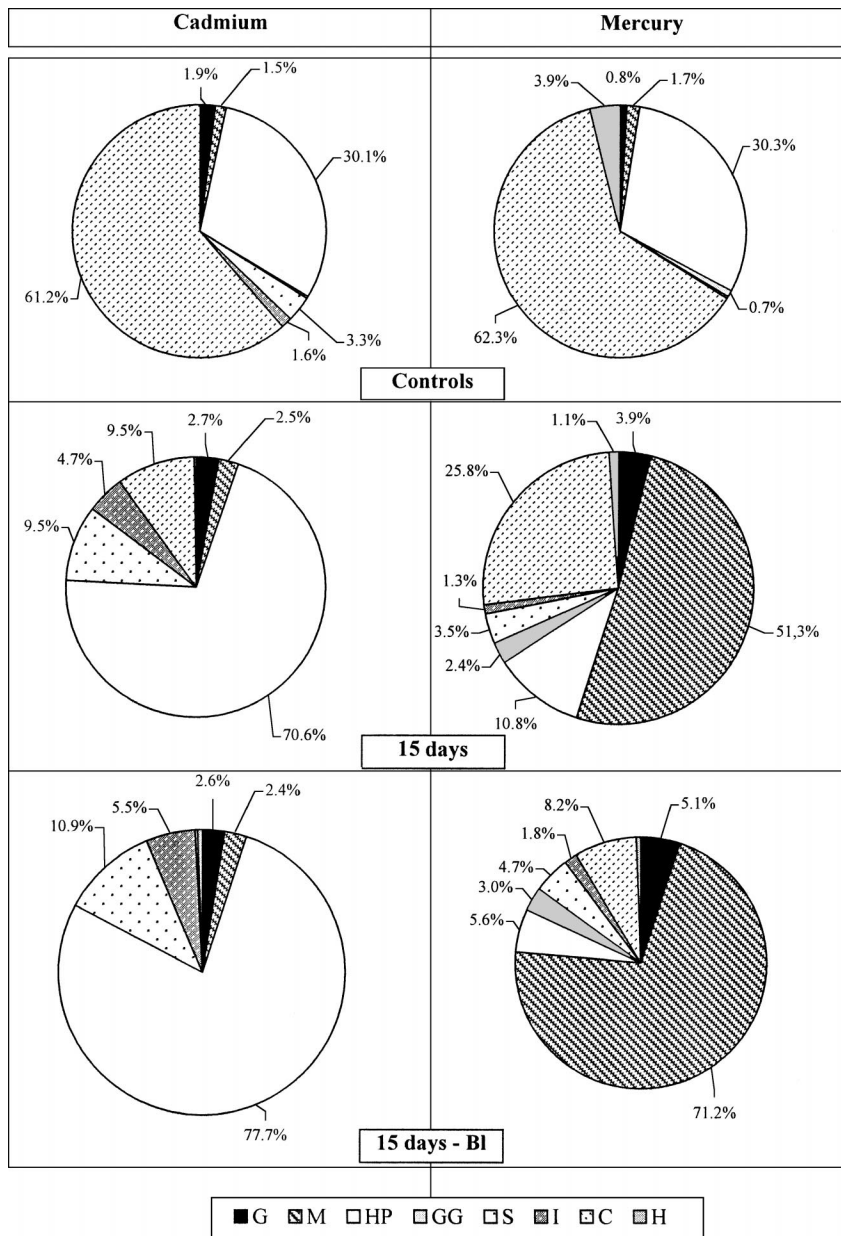 Cadmium Mercury
1.9% 1.5% 3.9% 0.8% 1.7%
30.1% 30.3%
61.2% 3.3% 1.6% 62.3% 0.7%
Controls
9.5% 2.7% 2.5% 1.1% 3.9%
4.7% 25.8%
9.5% 1.3%
3.5% 51,3%
2.4%
70.6% 10.8%
15 days
5.5% 2.6% 2.4% 8.2% 5.1%
10.9% 1.8%
4.7%
3.0%
5.6%
77.7% 71.2%
15 days - Bl
G M HP GG S I C H